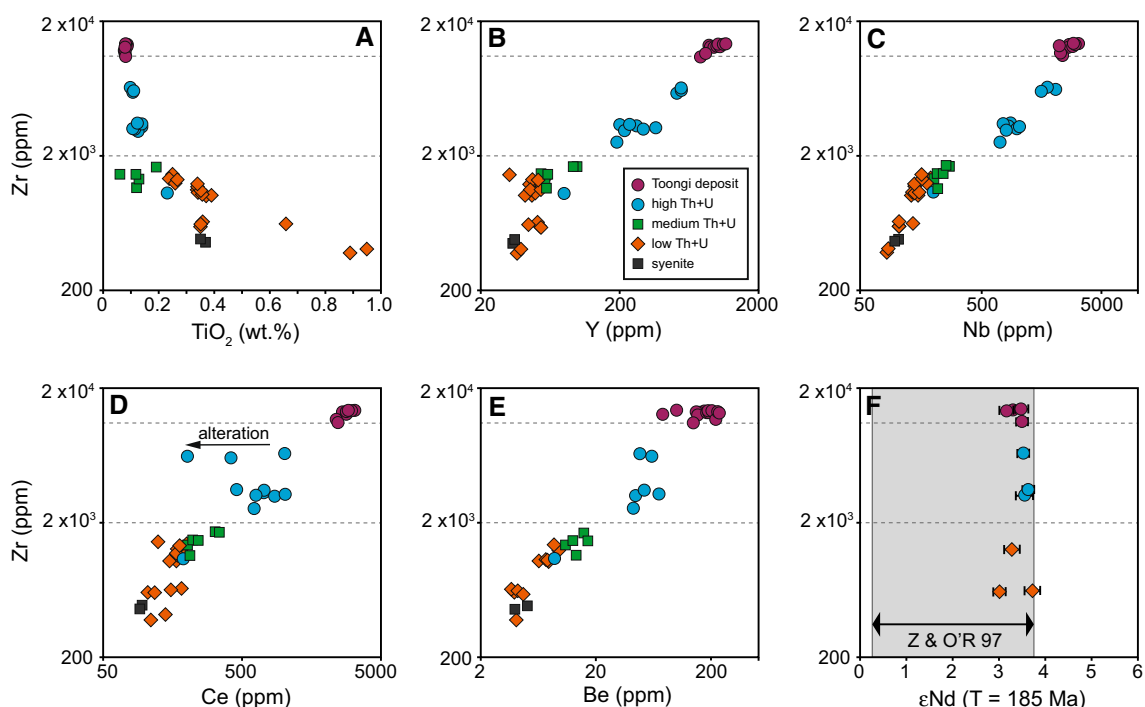 2 x10⁴
2 x10³
200
Zr (ppm)
A
0 0.2 0.4 0.6 0.8 1.0
TiO₂ (wt.%)
2 x10⁴
2 x10³
200
B
Toongi deposit
high Th+U
medium Th+U
low Th+U
syenite
20 200 2000
Y (ppm)
2 x10⁴
2 x10³
200
C
50 500 5000
Nb (ppm)
2 x10⁴
2 x10³
200
Zr (ppm)
D
alteration
50 500 5000
Ce (ppm)
2 x10⁴
2 x10³
200
E
2 20 200
Be (ppm)
2 x10⁴
2 x10³
200
F
Z & O'R 97
0 1 2 3 4 5 6
εNd (T = 185 Ma)